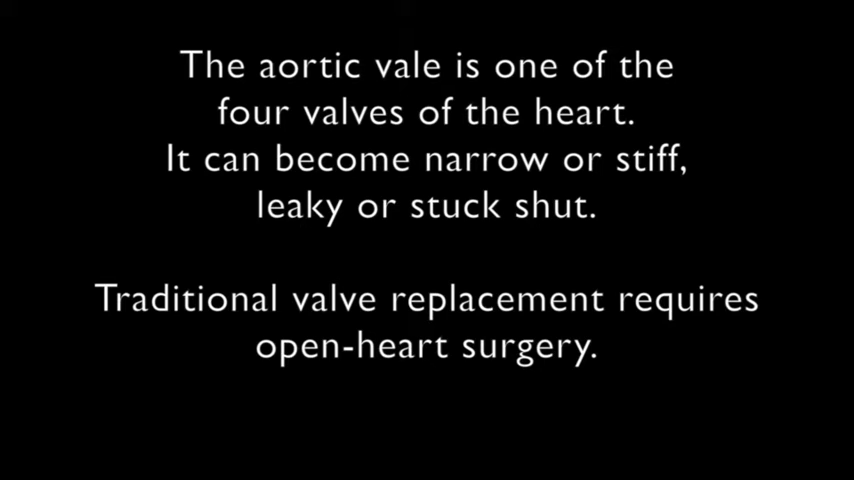 The aortic vale is one of the
four valves of the heart.
It can become narrow or stiff,
leaky or stuck shut.
Traditional valve replacement requires
open-heart surgery.